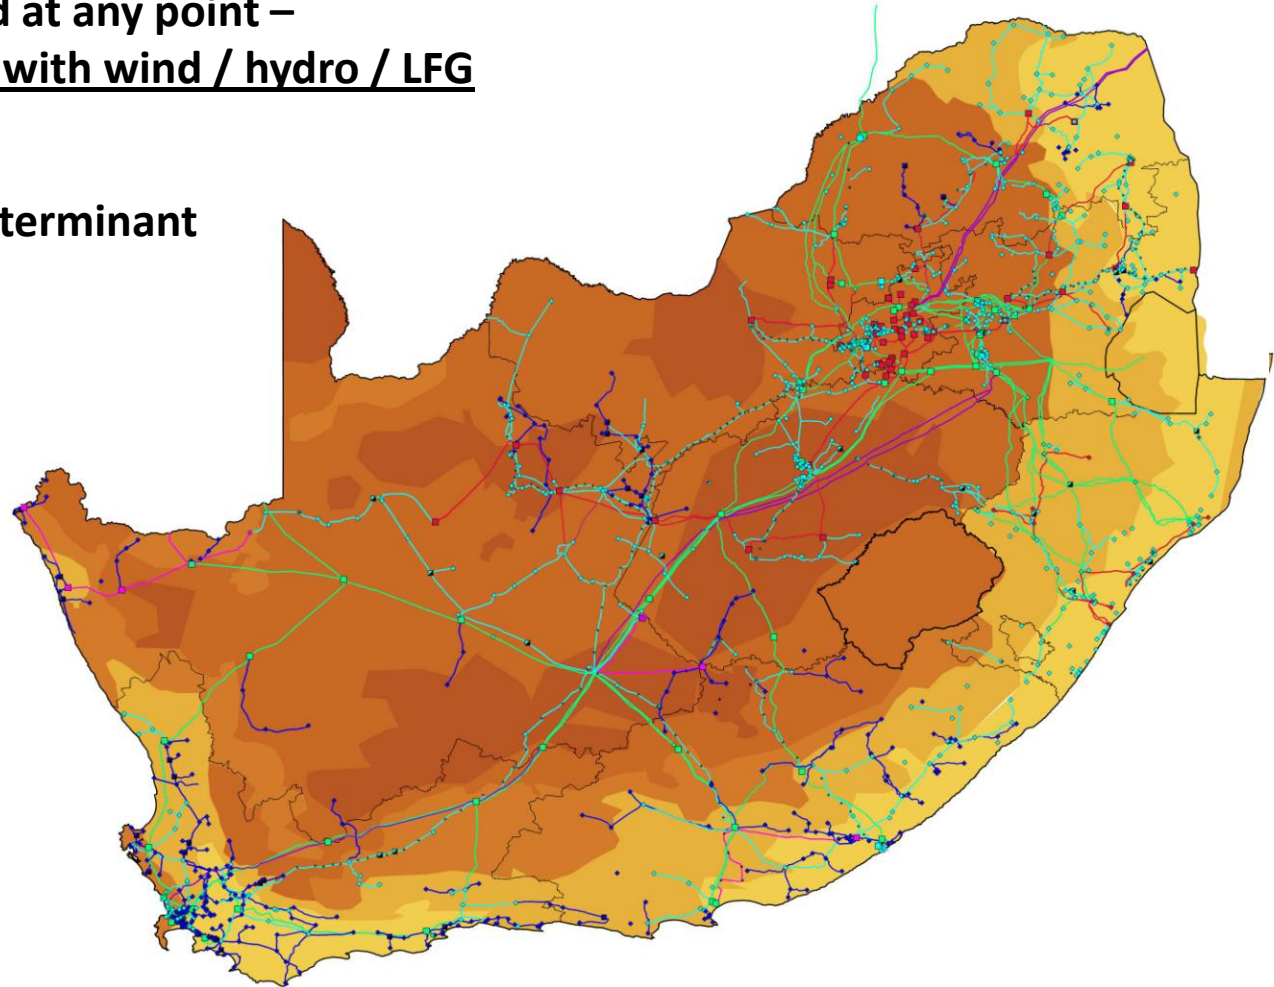 d at any point –
with wind / hydro / LFG
terminant